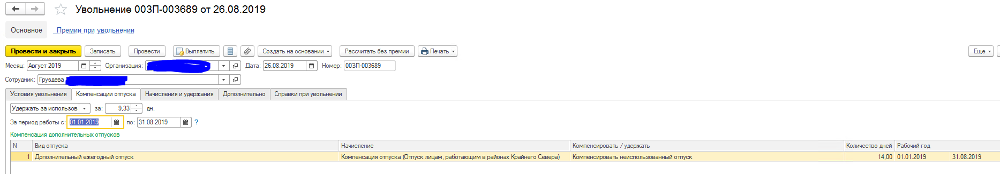 Увольнение 003П-003689 от 26.08.2019
Основное Премии при увольнении
Провести и закрыть Записать Провести Выплатить Создать на основании Рассчитать без премии Печать Еще
Месяц: Август 2019 Организация: Дата: 26.08.2019 Номер: 003П-003689
Сотрудник: Груздева
Условия увольнения Компенсации отпуска Начисления и удержания Дополнительно Справки при увольнении
Удержать за использов за: 9,33 дн.
За период работы с: 01.01.2019 по: 31.08.2019 ?
Компенсация дополнительных отпусков
N Вид отпуска Начисление Компенсировать / удержать Количество дней Рабочий год
1 Дополнительный ежегодный отпуск Компенсация отпуска (Отпуск лицам, работающим в районах Крайнего Севера) Компенсировать неиспользованный отпуск 14,00 01.01.2019 31.08.2019